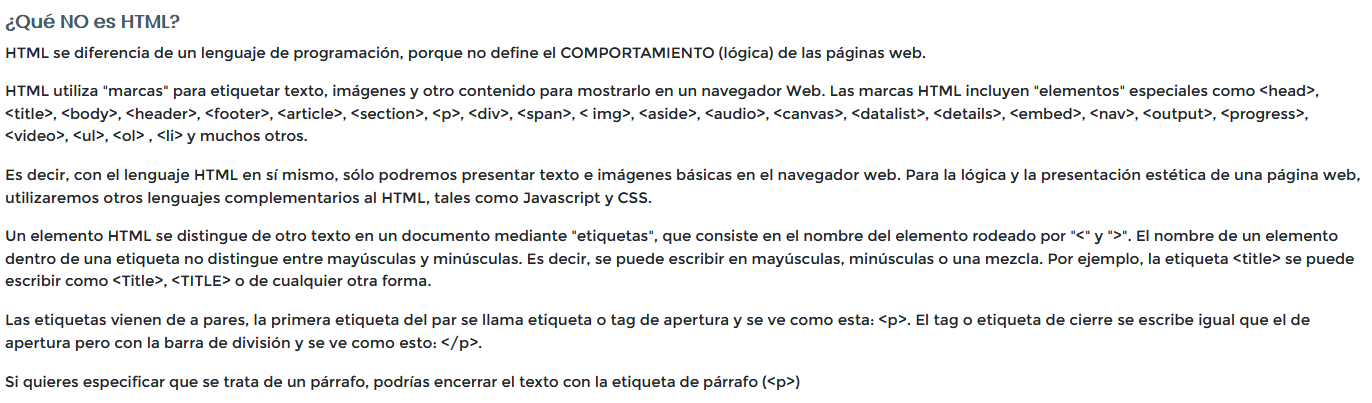 ¿Qué NO es HTML?
HTML se diferencia de un lenguaje de programación, porque no define el COMPORTAMIENTO (lógica) de las páginas web.
HTML utiliza "marcas" para etiquetar texto, imágenes y otro contenido para mostrarlo en un navegador Web. Las marcas HTML incluyen "elementos" especiales como <head>,
<title>, <body>, <header>, <footer>, <article>, <section>, <p>, <div>, <span>, < img>, <aside>, <audio>, <canvas>, <datalist>, <details>, <embed>, <nav>, <output>, <progress>,
<video>, <ul>, <ol> , <li> y muchos otros.
Es decir, con el lenguaje HTML en sí mismo, sólo podremos presentar texto e imágenes básicas en el navegador web. Para la lógica y la presentación estética de una página web,
utilizaremos otros lenguajes complementarios al HTML, tales como Javascript y CSS.
Un elemento HTML se distingue de otro texto en un documento mediante "etiquetas", que consiste en el nombre del elemento rodeado por "<" y ">". El nombre de un elemento
dentro de una etiqueta no distingue entre mayúsculas y minúsculas. Es decir, se puede escribir en mayúsculas, minúsculas o una mezcla. Por ejemplo, la etiqueta <title> se puede
escribir como <Title>, <TITLE> o de cualquier otra forma.
Las etiquetas vienen de a pares, la primera etiqueta del par se llama etiqueta o tag de apertura y se ve como esta: <p>. El tag o etiqueta de cierre se escribe igual que el de
apertura pero con la barra de división y se ve como esto: </p>.
Si quieres especificar que se trata de un párrafo, podrías encerrar el texto con la etiqueta de párrafo (<p>)